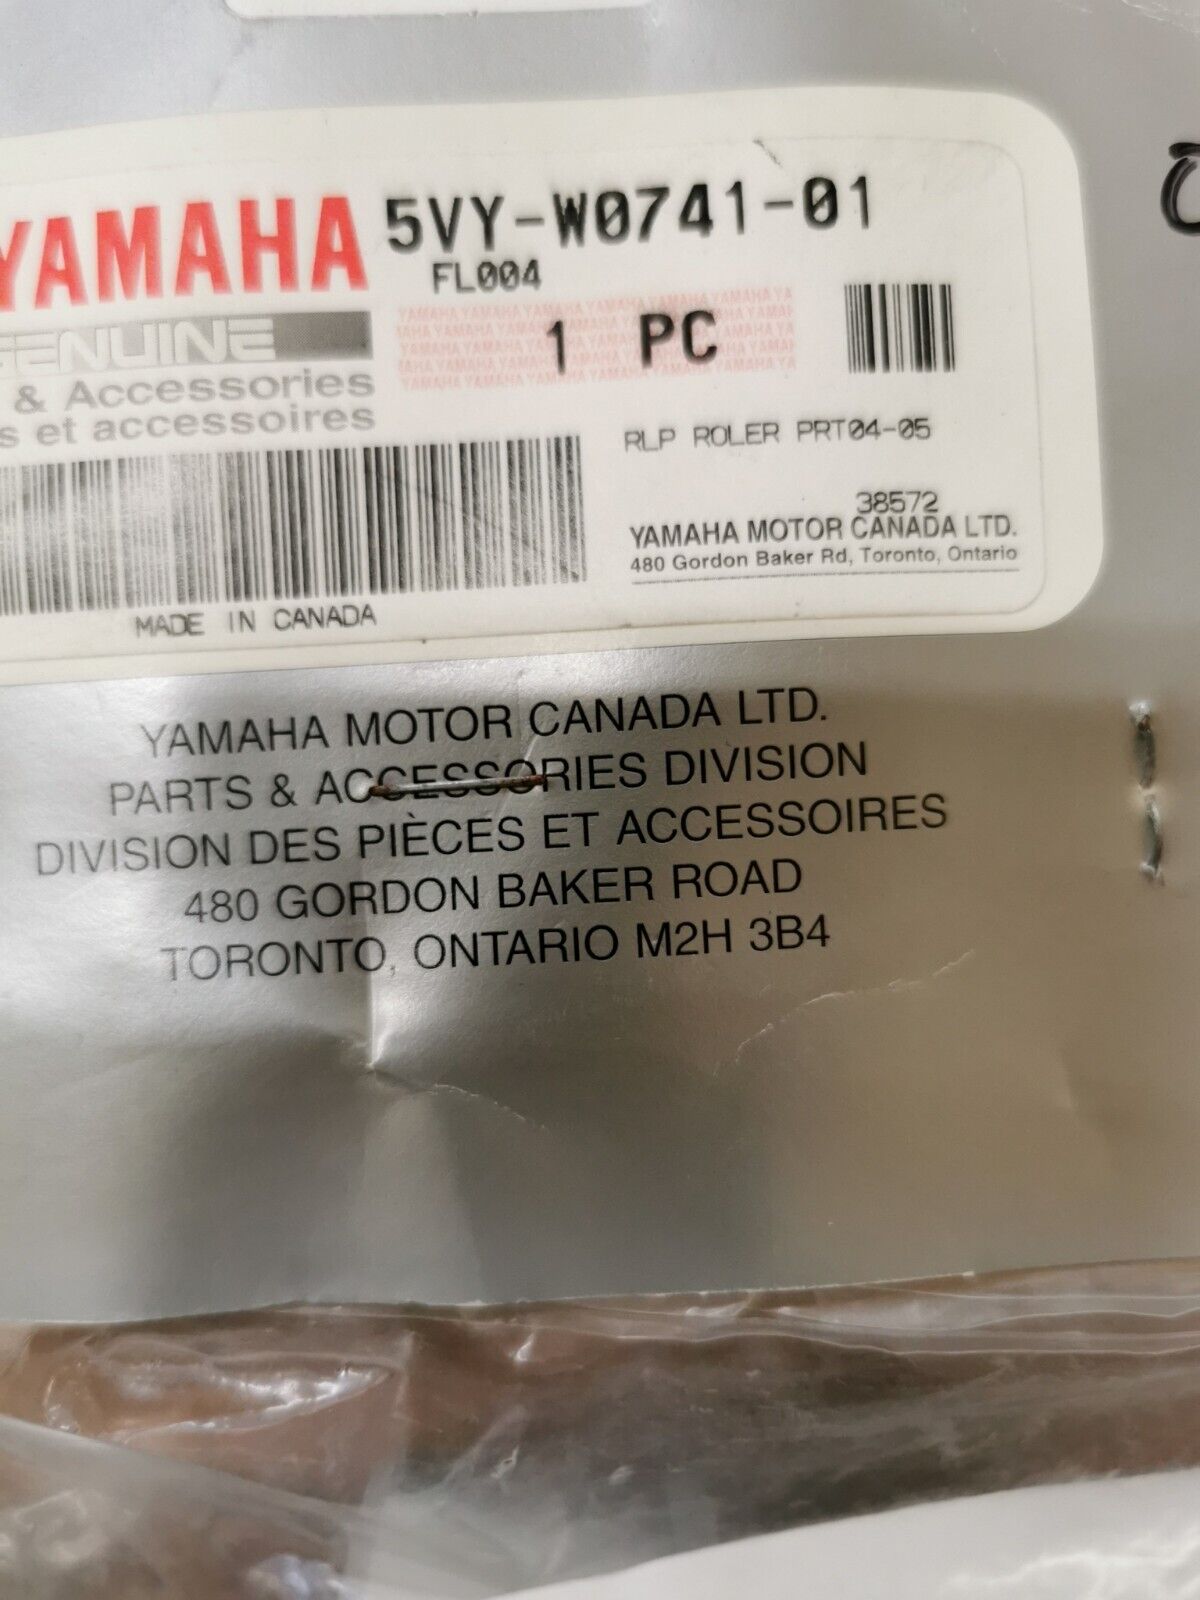 YAMAHA
5VY-W0741-01
FL004
GENUINE
1 PC
& Accessories
s et accessoires
RLP ROLER PRT04-05
38572
YAMAHA MOTOR CANADA LTD.
480 Gordon Baker Rd, Toronto, Ontario
MADE IN CANADA
YAMAHA MOTOR CANADA LTD.
PARTS & ACCESSORIES DIVISION
DIVISION DES PIÈCES ET ACCESSOIRES
480 GORDON BAKER ROAD
TORONTO, ONTARIO M2H 3B4